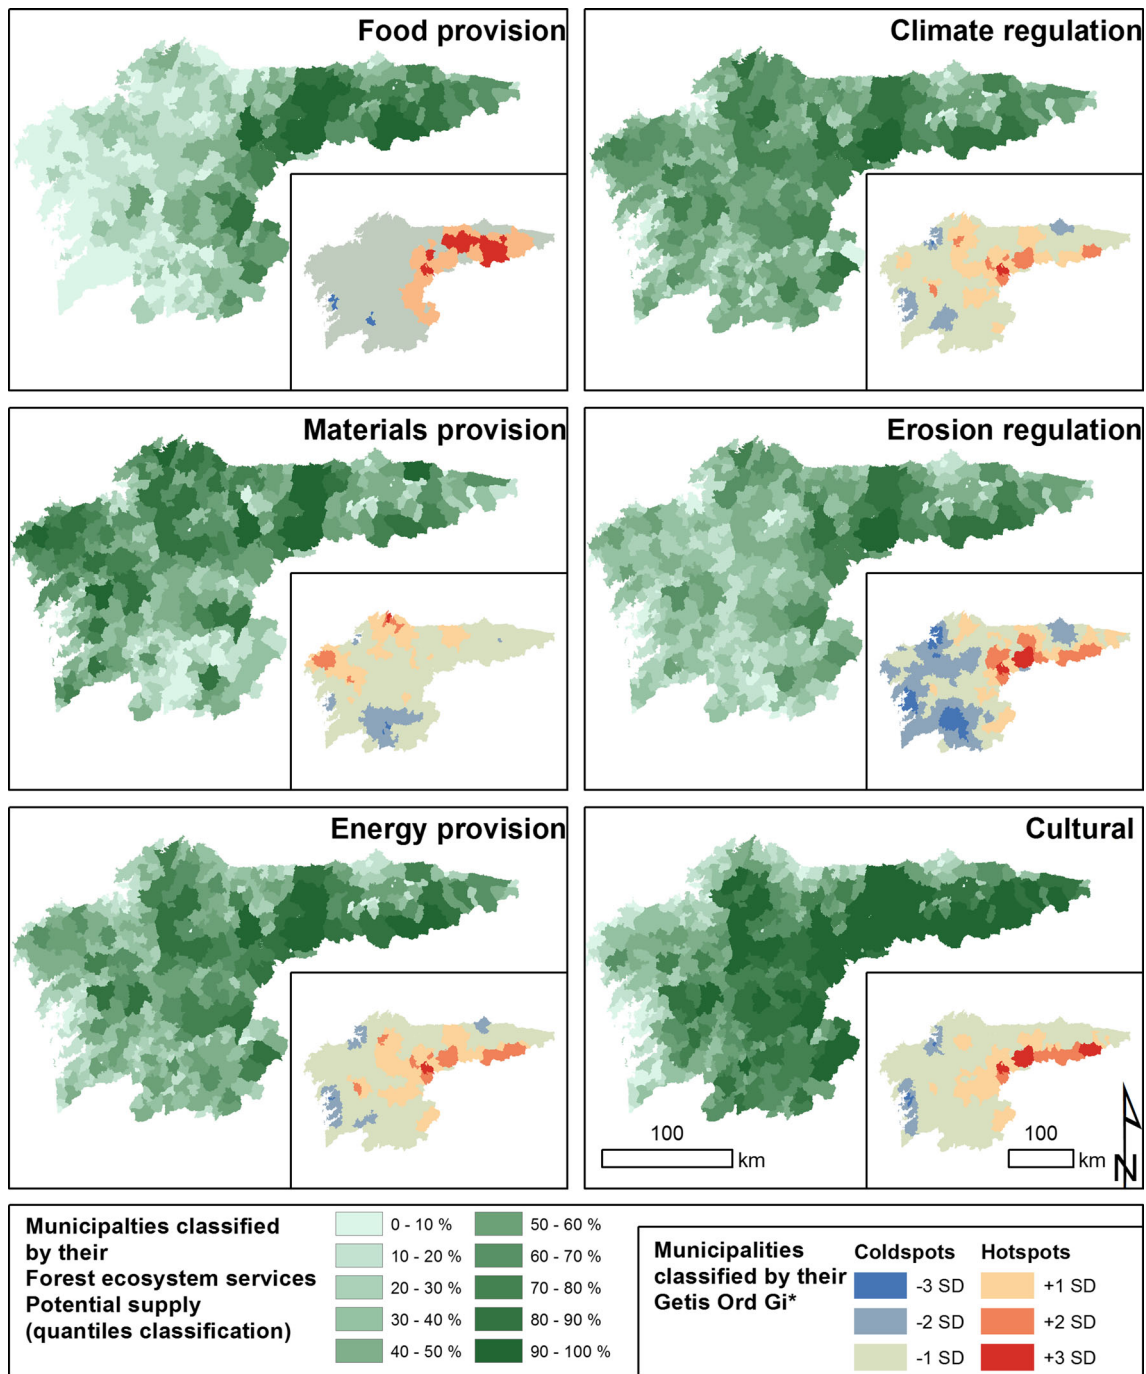 Food provision
Climate regulation
Materials provision
Erosion regulation
Energy provision
Cultural
100
km
100
km
N
Municipalties classified
by their
Forest ecosystem services
Potential supply
(quantiles classification)
0 - 10 %
10 - 20 %
20 - 30 %
30 - 40 %
40 - 50 %
50 - 60 %
60 - 70 %
70 - 80 %
80 - 90 %
90 - 100 %
Municipalities
classified by their
Getis Ord Gi*
Coldspots
-3 SD
-2 SD
-1 SD
Hotspots
+1 SD
+2 SD
+3 SD